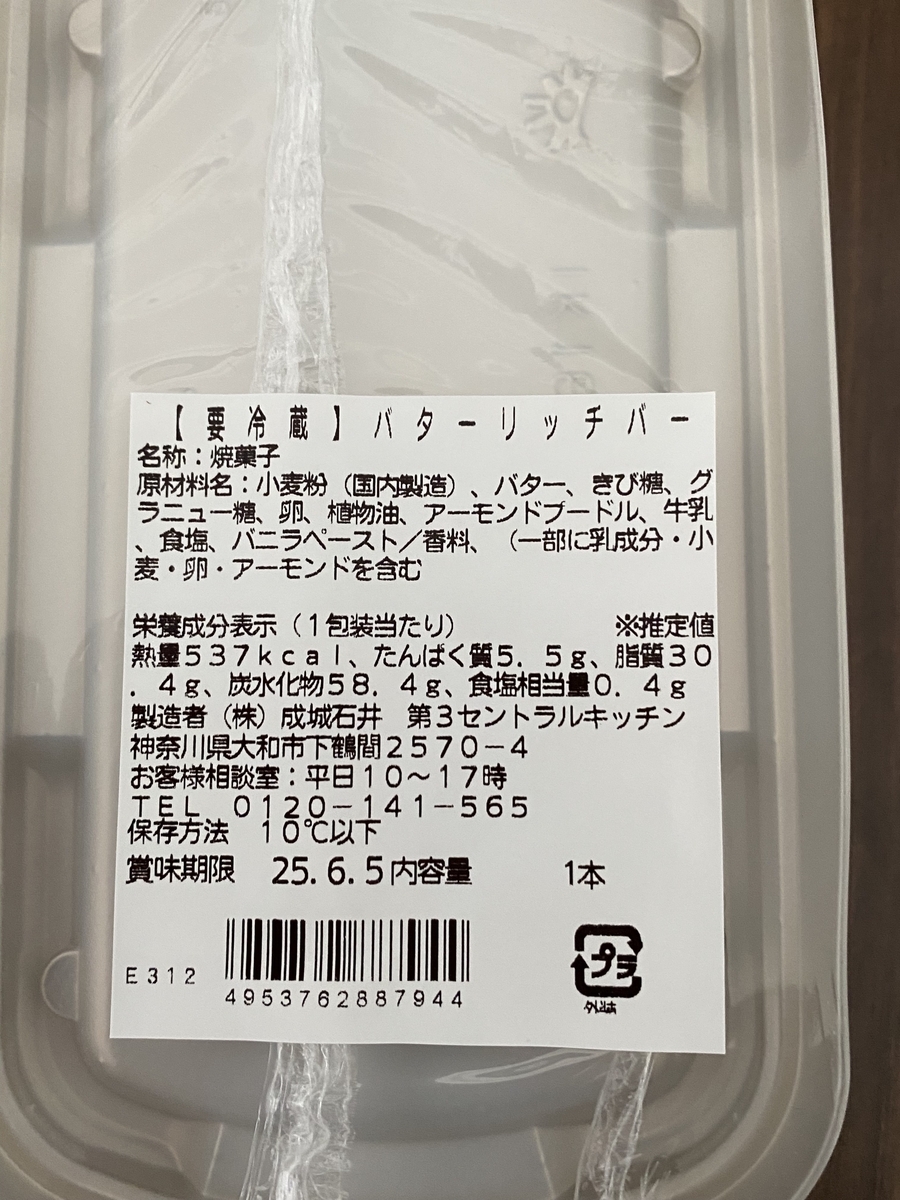 【要冷蔵】バターリッチバー
名称：焼菓子
原材料名：小麦粉（国内製造）、バター、きび糖、グ
ラニュー糖、卵、植物油、アーモンドプードル、牛乳
、食塩、バニラペースト／香料、（一部に乳成分・小
麦・卵・アーモンドを含む
栄養成分表示（１包装当たり）　※推定値
熱量５３７ｋｃａｌ、たんぱく質５．５ｇ、脂質３０
．４ｇ、炭水化物５８．４ｇ、食塩相当量０．４ｇ
製造者（株）成城石井　第３セントラルキッチン
神奈川県大和市下鶴間２５７０－４
お客様相談室：平日１０～１７時
ＴＥＬ　０１２０－１４１－５６５
保存方法　１０℃以下
賞味期限　25.6.5内容量　1本
E312
4953762887944
プラ
外装